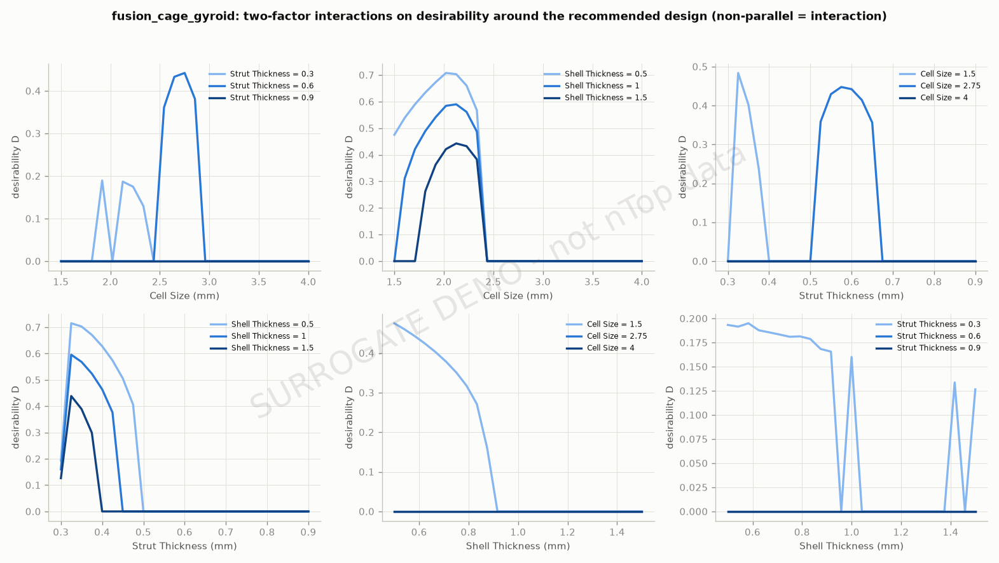 fusion_cage_gyroid: two-factor interactions on desirability around the recommended design (non-parallel = interaction)
Strut Thickness = 0.3
Strut Thickness = 0.6
Strut Thickness = 0.9
desirability D
0.4
0.3
0.2
0.1
0.0
1.5 2.0 2.5 3.0 3.5 4.0
Cell Size (mm)
Shell Thickness = 0.5
Shell Thickness = 1
Shell Thickness = 1.5
desirability D
0.7
0.6
0.5
0.4
0.3
0.2
0.1
0.0
1.5 2.0 2.5 3.0 3.5 4.0
Cell Size (mm)
Cell Size = 1.5
Cell Size = 2.75
Cell Size = 4
desirability D
0.5
0.4
0.3
0.2
0.1
0.0
0.3 0.4 0.5 0.6 0.7 0.8 0.9
Strut Thickness (mm)
SURROGATE DEMO - not nTop data
Shell Thickness = 0.5
Shell Thickness = 1
Shell Thickness = 1.5
desirability D
0.7
0.6
0.5
0.4
0.3
0.2
0.1
0.0
0.3 0.4 0.5 0.6 0.7 0.8 0.9
Strut Thickness (mm)
Cell Size = 1.5
Cell Size = 2.75
Cell Size = 4
desirability D
0.4
0.3
0.2
0.1
0.0
0.6 0.8 1.0 1.2 1.4
Shell Thickness (mm)
Strut Thickness = 0.3
Strut Thickness = 0.6
Strut Thickness = 0.9
desirability D
0.200
0.175
0.150
0.125
0.100
0.075
0.050
0.025
0.000
0.6 0.8 1.0 1.2 1.4
Shell Thickness (mm)